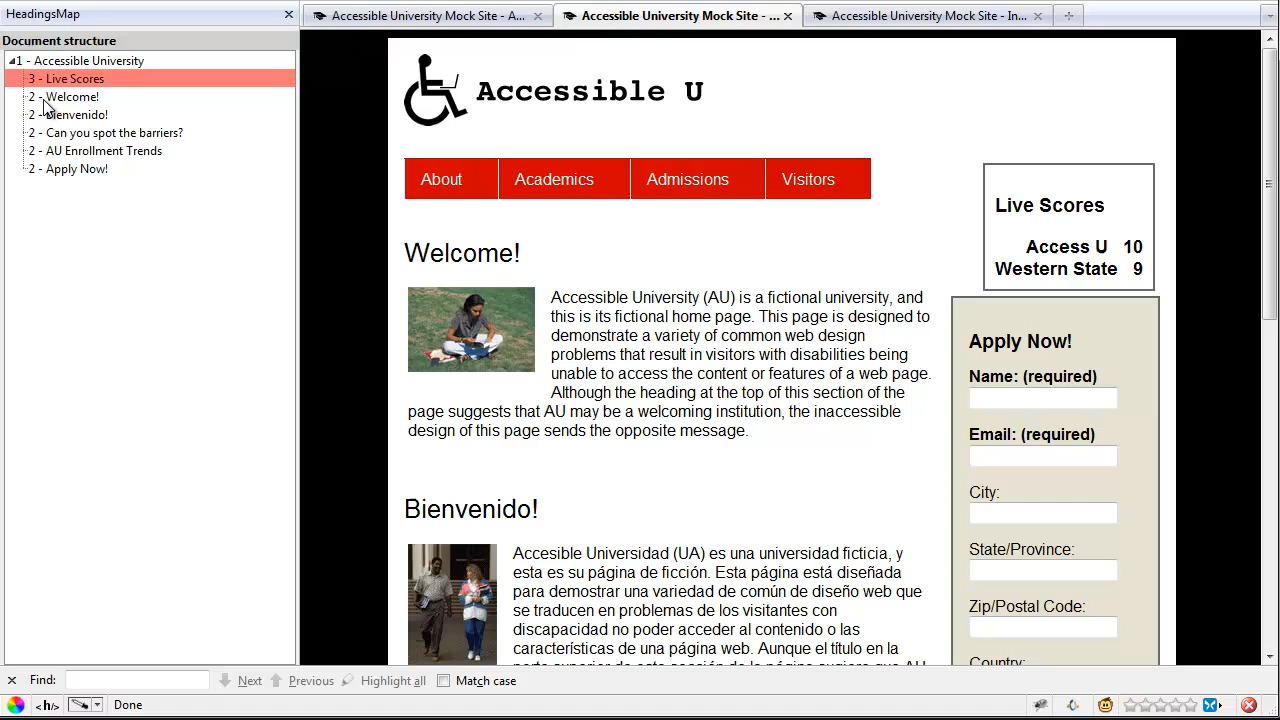 HeadingsMap
Accessible University Mock Site - A...
Accessible University Mock Site - ...
Accessible University Mock Site - In...
Document structure
1 - Accessible University
3 - Live Scores
2 - Welcome!
2 - Bienvenido!
2 - Can you spot the barriers?
2 - AU Enrollment Trends
2 - Apply Now!
Accessible U
About
Academics
Admissions
Visitors
Live Scores
Access U 10
Western State 9
Welcome!
Accessible University (AU) is a fictional university, and
this is its fictional home page. This page is designed to
demonstrate a variety of common web design
problems that result in visitors with disabilities being
unable to access the content or features of a web page.
Although the heading at the top of this section of the
page suggests that AU may be a welcoming institution, the inaccessible
design of this page sends the opposite message.
Bienvenido!
Accesible Universidad (UA) es una universidad ficticia, y
esta es su página de ficción. Esta página está diseñada
para demostrar una variedad de común de diseño web que
se traducen en problemas de los visitantes con
discapacidad no poder acceder al contenido o las
características de una página web. Aunque el título en la
Apply Now!
Name: (required)
Email: (required)
City:
State/Province:
Zip/Postal Code:
Country:
Find:
Next
Previous
Highlight all
Match case
<h/>
Done